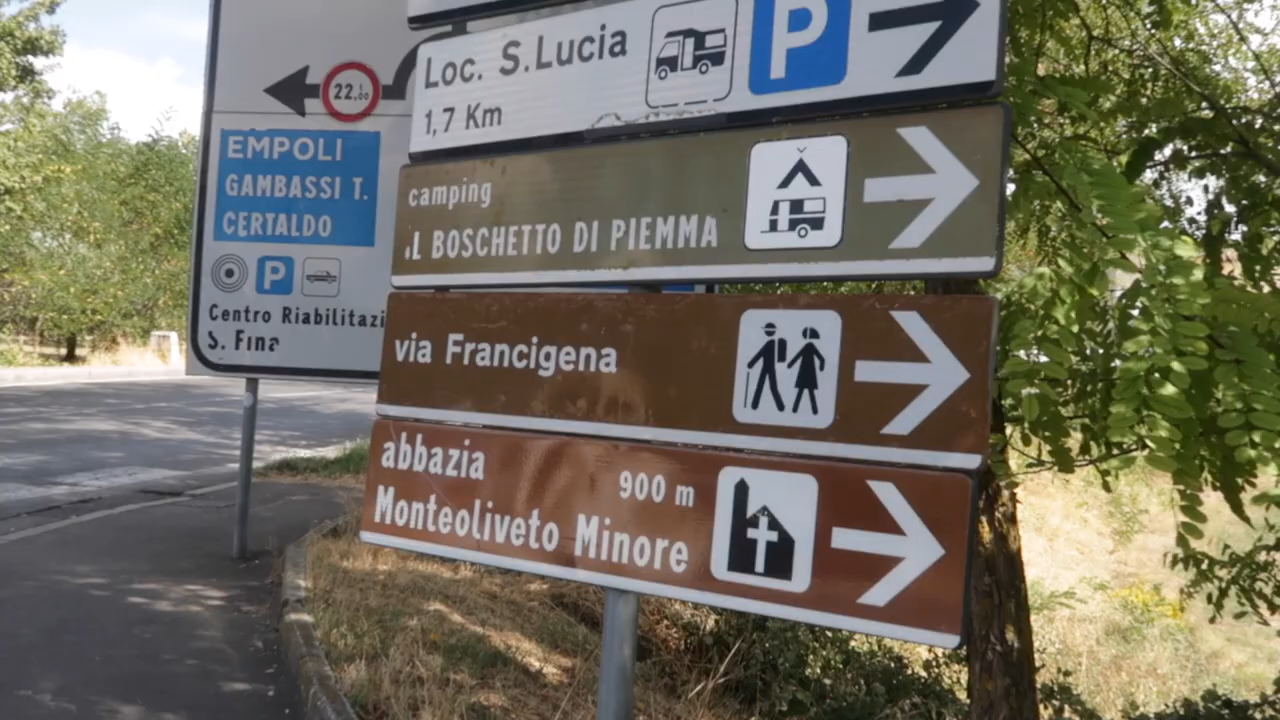 22,00
EMPOLI
GAMBASSI T.
CERTALDO
P
Centro Riabilitazi
S. Fina
Loc. S.Lucia
P
1,7 Km
camping
IL BOSCHETTO DI PIEMMA
via Francigena
abbazia
900 m
Monteoliveto Minore